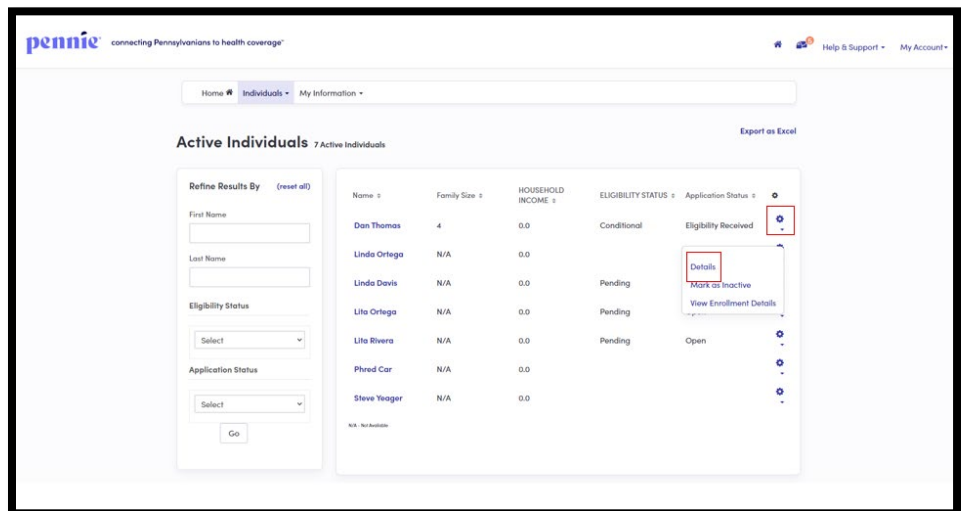 pennie connecting Pennsylvanians to health coverage
Help & Support My Account
Home Individuals My Information
Export as Excel
Active Individuals 7 Active Individuals
Refine Results By (reset all)
First Name
Last Name
Eligibility Status
Select
Application Status
Select
Go
Name Family Size HOUSEHOLD INCOME ELIGIBILITY STATUS Application Status
Dan Thomas 4 0.0 Conditional Eligibility Received
Linda Ortega N/A 0.0
Linda Davis N/A 0.0 Pending
Lita Ortega N/A 0.0 Pending
Lita Rivera N/A 0.0 Pending Open
Phred Car N/A 0.0
Steve Yeager N/A 0.0
Details
Mark as Inactive
View Enrollment Details
N/A - Not Available